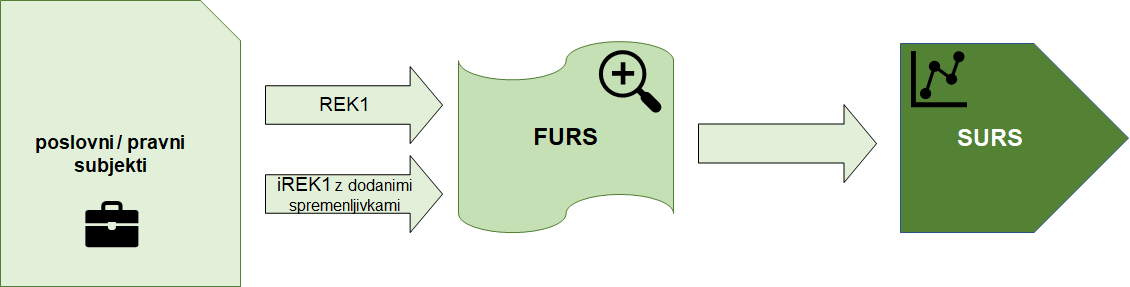 poslovni / pravni
subjekti
REK1
iREK1 z dodanimi
spremenljivkami
FURS
SURS